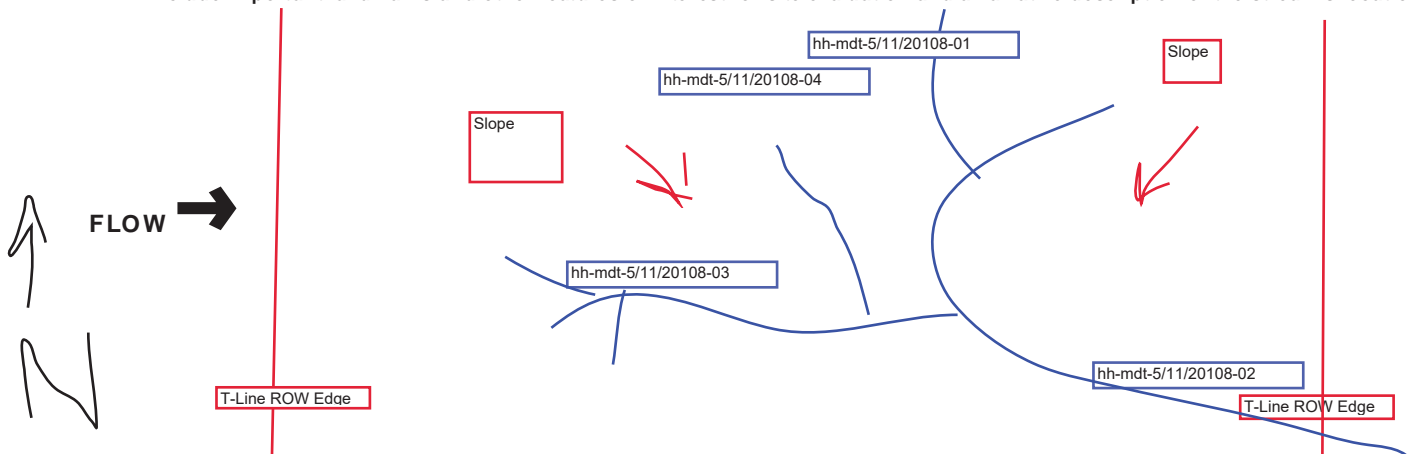 hh-mdt-5/11/20108-01
Slope
hh-mdt-5/11/20108-04
Slope
FLOW
hh-mdt-5/11/20108-03
N
hh-mdt-5/11/20108-02
T-Line ROW Edge
T-Line ROW Edge